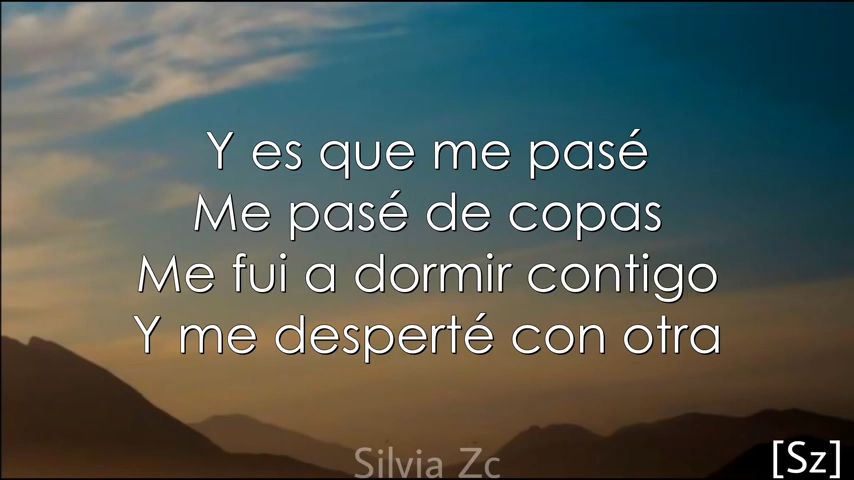 Y es que me pasé
Me pasé de copas
Me fui a dormir contigo
Y me desperté con otra
Silvia Zc
[Sz]